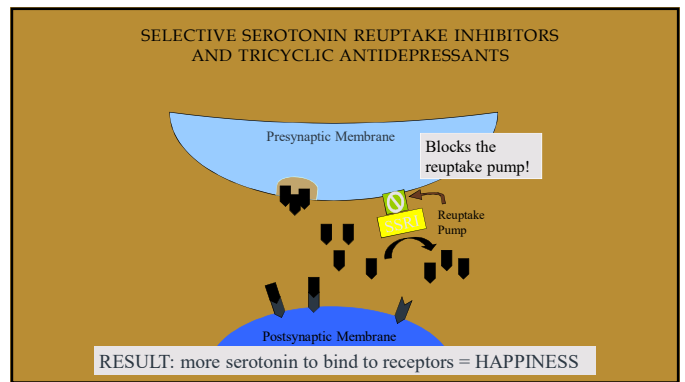 SELECTIVE SEROTONIN REUPTAKE INHIBITORS
AND TRICYCLIC ANTIDEPRESSANTS
Presynaptic Membrane
Blocks the
reuptake pump!
SSRI
Reuptake
Pump
Postsynaptic Membrane
RESULT: more serotonin to bind to receptors = HAPPINESS